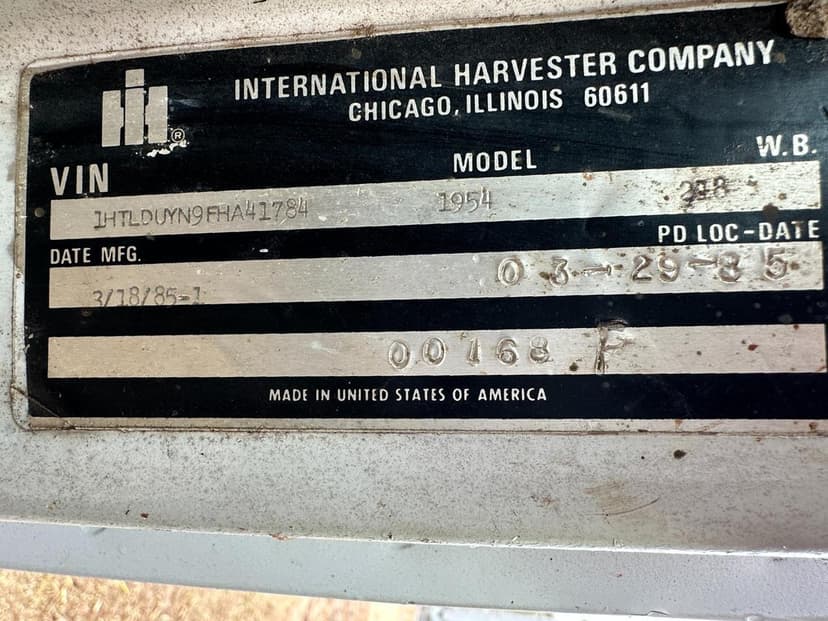 IH®
INTERNATIONAL HARVESTER COMPANY
CHICAGO, ILLINOIS 60611
VIN MODEL W.B.
1HTLDUYN9FHA41784 1954
DATE MFG. PD LOC-DATE
3/18/85-1 03-29-85
00168 F
MADE IN UNITED STATES OF AMERICA